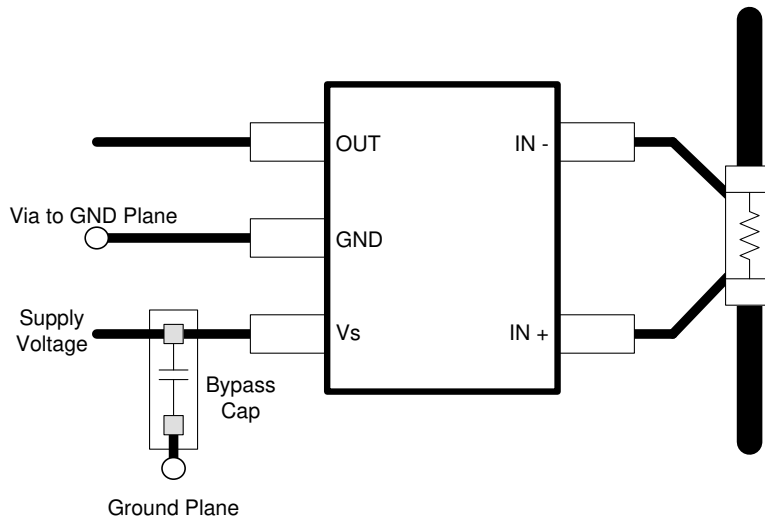 OUT
IN -
Via to GND Plane
GND
Supply
Voltage
Vs
IN +
Bypass
Cap
Ground Plane